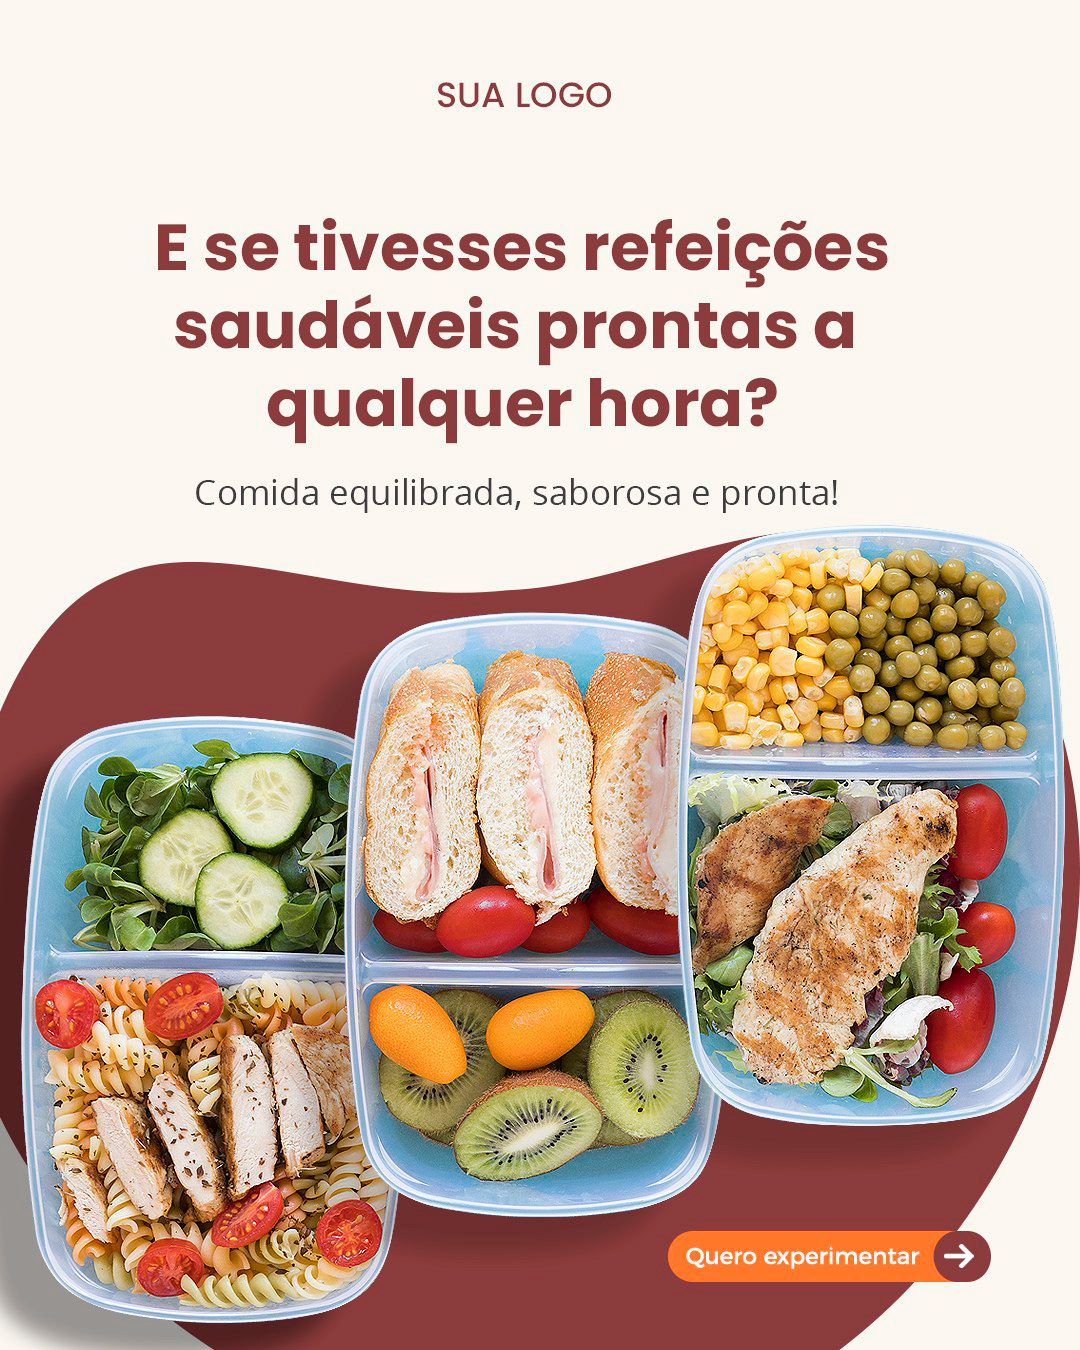 SUA LOGO
E se tivesses refeições
saudáveis prontas a
qualquer hora?
Comida equilibrada, saborosa e pronta!
Quero experimentar